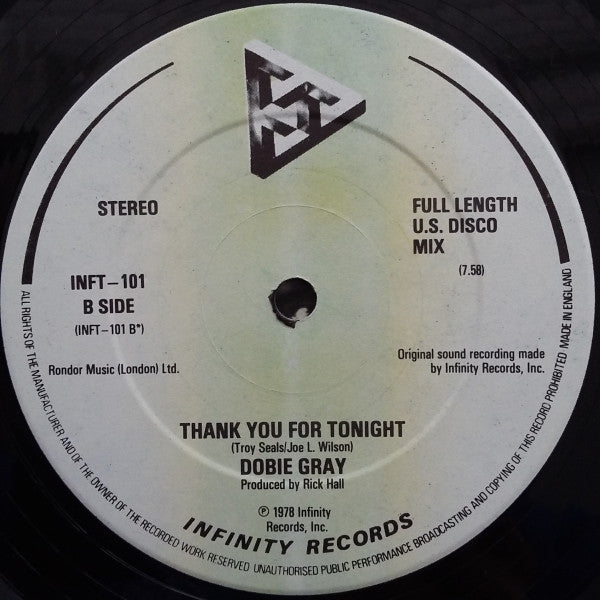 STEREO
FULL LENGTH
U.S. DISCO
MIX
(7.58)
INFT–101
B SIDE
(INFT–101 B*)
Rondor Music (London) Ltd.
Original sound recording made
by Infinity Records, Inc.
THANK YOU FOR TONIGHT
(Troy Seals/Joe L. Wilson)
DOBIE GRAY
Produced by Rick Hall
℗ 1978 Infinity
Records, Inc.
INFINITY RECORDS
ALL RIGHTS OF THE MANUFACTURER AND OF THE OWNER OF THE RECORDED WORK RESERVED UNAUTHORISED PUBLIC PERFORMANCE BROADCASTING AND COPYING OF THIS RECORD PROHIBITED MADE IN ENGLAND